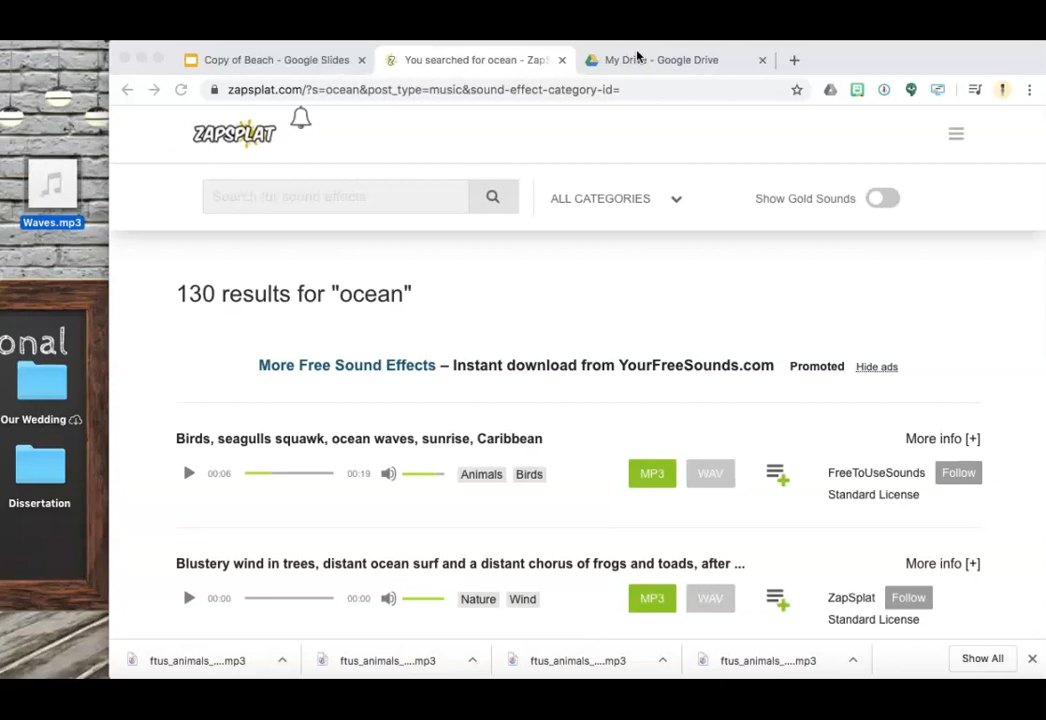 Copy of Beach - Google Slides
You searched for ocean - Zap
My Drive - Google Drive
zapsplat.com/?s=ocean&post_type=music&sound-effect-category-id=
ZAPSPLAT
Search for sound effects
ALL CATEGORIES
Show Gold Sounds
Waves.mp3
130 results for "ocean"
onal
More Free Sound Effects – Instant download from YourFreeSounds.com Promoted Hide ads
Our Wedding
Birds, seagulls squawk, ocean waves, sunrise, Caribbean More info [+]
00:06 00:19 Animals Birds MP3 WAV FreeToUseSounds Follow
Standard License
Dissertation
Blustery wind in trees, distant ocean surf and a distant chorus of frogs and toads, after ... More info [+]
00:00 00:00 Nature Wind MP3 WAV ZapSplat Follow
Standard License
ftus_animals_....mp3 ftus_animals_....mp3 ftus_animals_....mp3 ftus_animals_....mp3 Show All